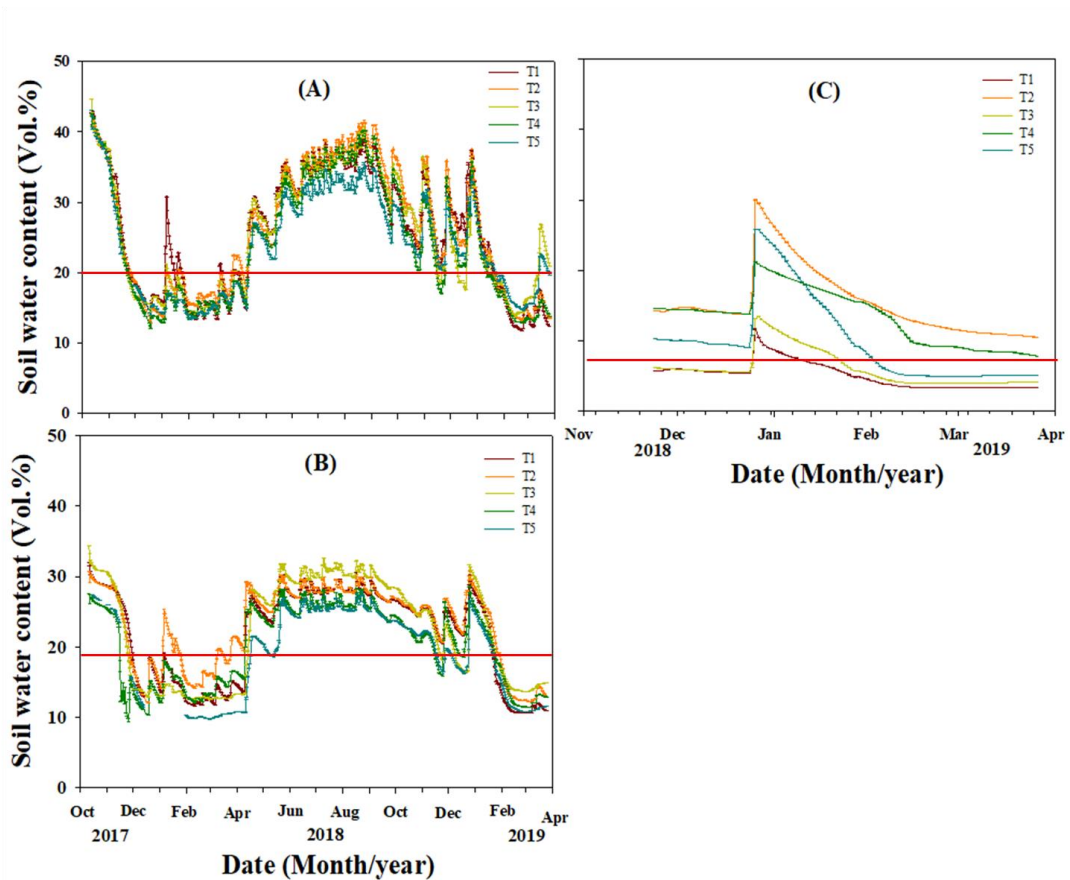 50
40
30
20
10
0
Soil water content (Vol.%)
(A)
T1
T2
T3
T4
T5
(C)
T1
T2
T3
T4
T5
Nov Dec Jan Feb Mar Apr
2018 2019
Date (Month/year)
50
40
30
20
10
0
Soil water content (Vol.%)
(B)
T1
T2
T3
T4
T5
Oct Dec Feb Apr Jun Aug Oct Dec Feb Apr
2017 2018 2019
Date (Month/year)